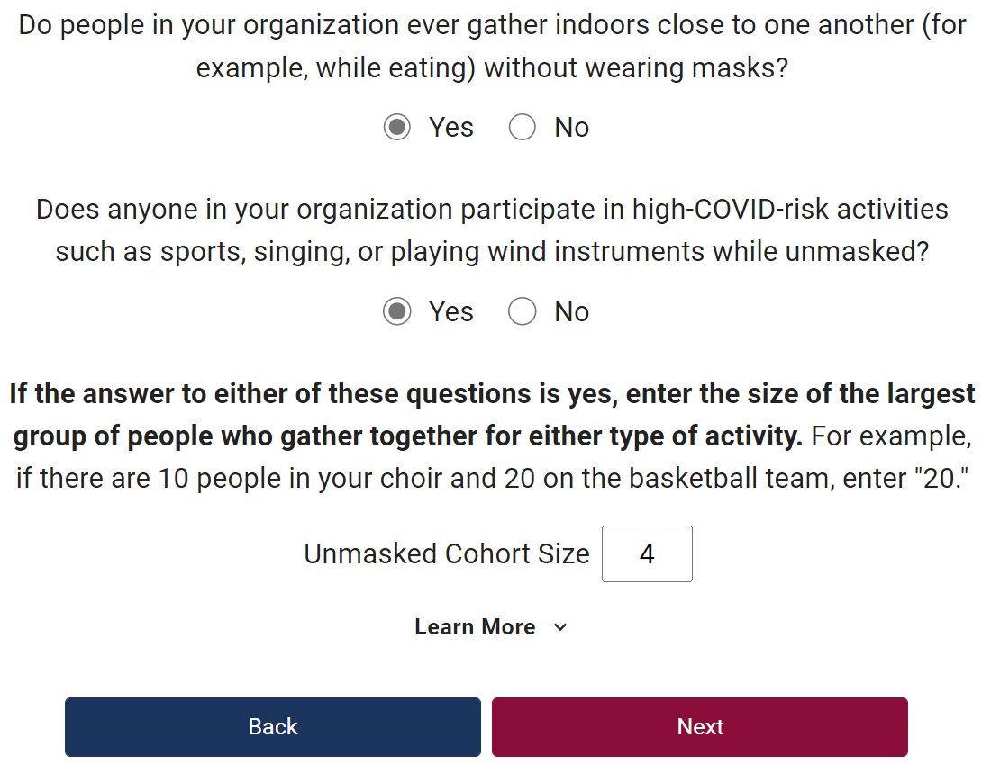 Do people in your organization ever gather indoors close to one another (for
example, while eating) without wearing masks?
Yes No
Does anyone in your organization participate in high-COVID-risk activities
such as sports, singing, or playing wind instruments while unmasked?
Yes No
If the answer to either of these questions is yes, enter the size of the largest
group of people who gather together for either type of activity. For example,
if there are 10 people in your choir and 20 on the basketball team, enter "20."
Unmasked Cohort Size 4
Learn More
Back Next